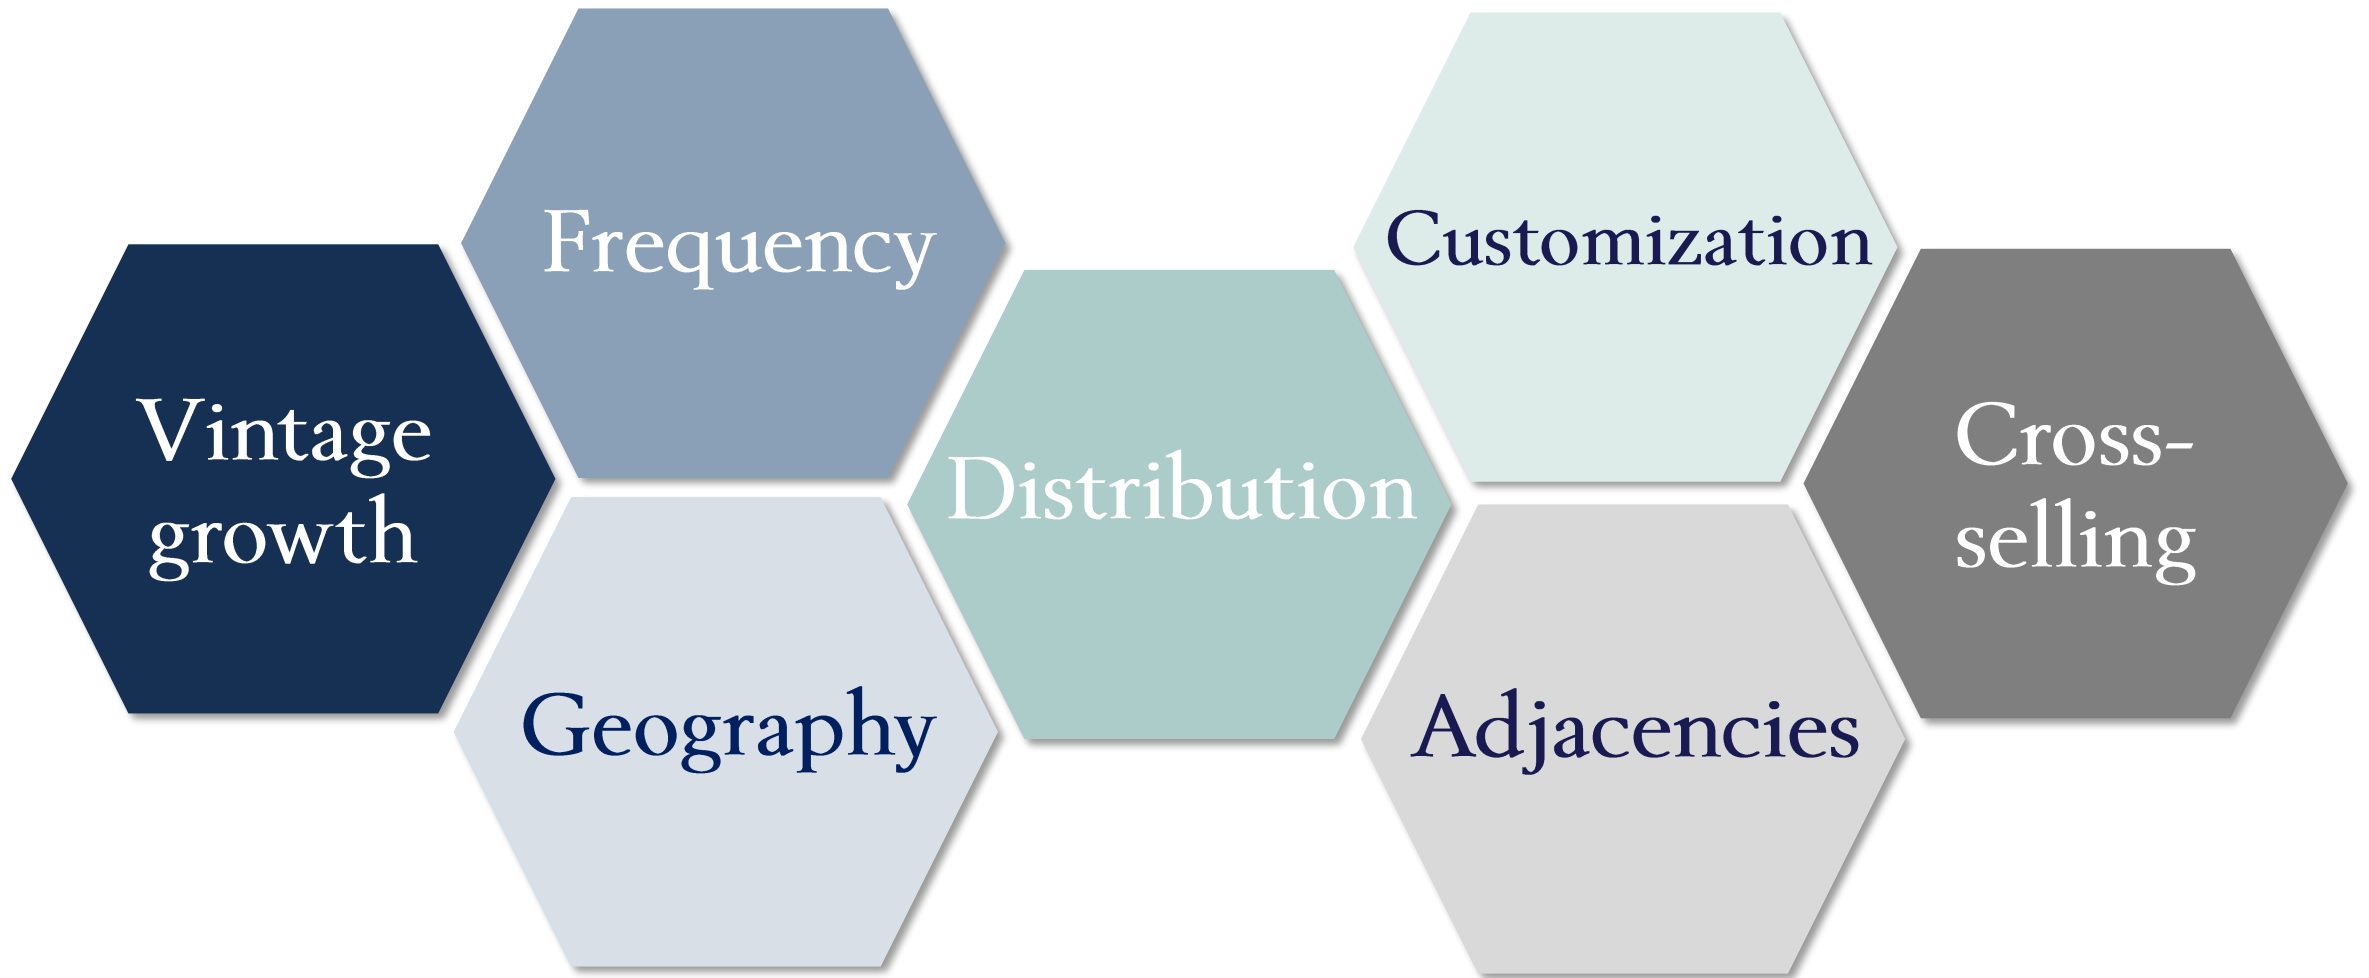 Vintage
growth
Frequency
Geography
Distribution
Customization
Adjacencies
Cross-
selling